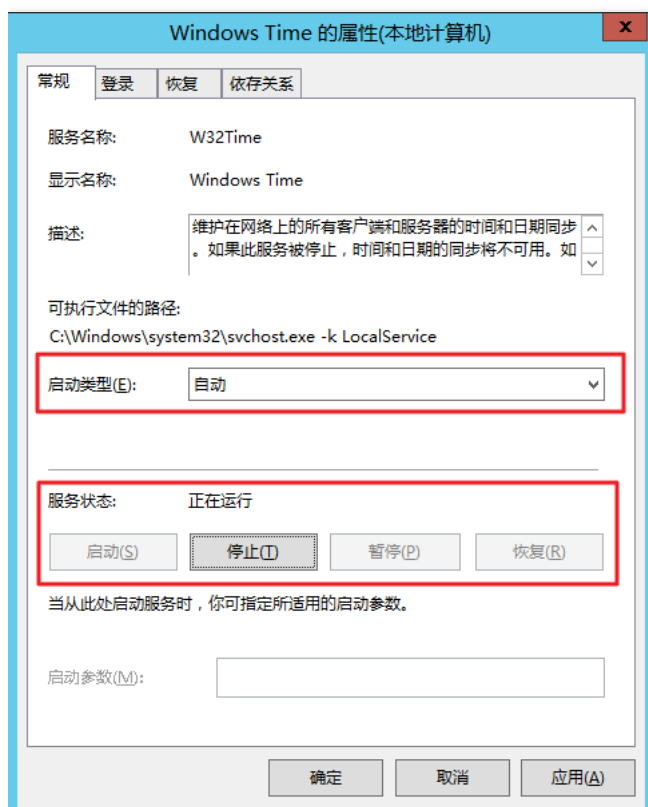 Windows Time 的属性(本地计算机)
x
常规 登录 恢复 依存关系
服务名称: W32Time
显示名称: Windows Time
描述: 维护在网络上的所有客户端和服务器的时间和日期同步
。如果此服务被停止，时间和日期的同步将不可用。如
可执行文件的路径:
C:\Windows\system32\svchost.exe -k LocalService
启动类型(E): 自动
服务状态: 正在运行
启动(S) 停止(T) 暂停(P) 恢复(R)
当从此处启动服务时，你可指定所适用的启动参数。
启动参数(M):
确定 取消 应用(A)